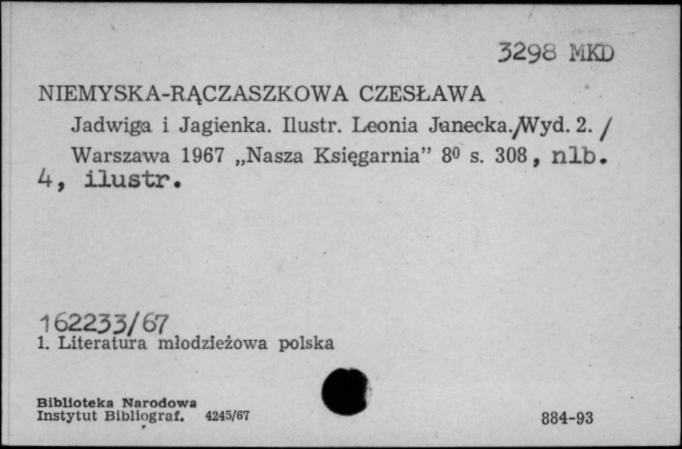 3298 MKD
NIEMYSKA-RĄCZASZKOWA CZESŁAWA
Jadwiga i Jagienka. Ilustr. Leonia Janecka./Wyd. 2. /
Warszawa 1967 „Nasza Księgarnia” 8⁰ s. 308, nlb.
4, ilustr.
162233/67
1. Literatura młodzieżowa polska
Biblioteka Narodowa
Instytut Bibliograf. 4245/67
884-93